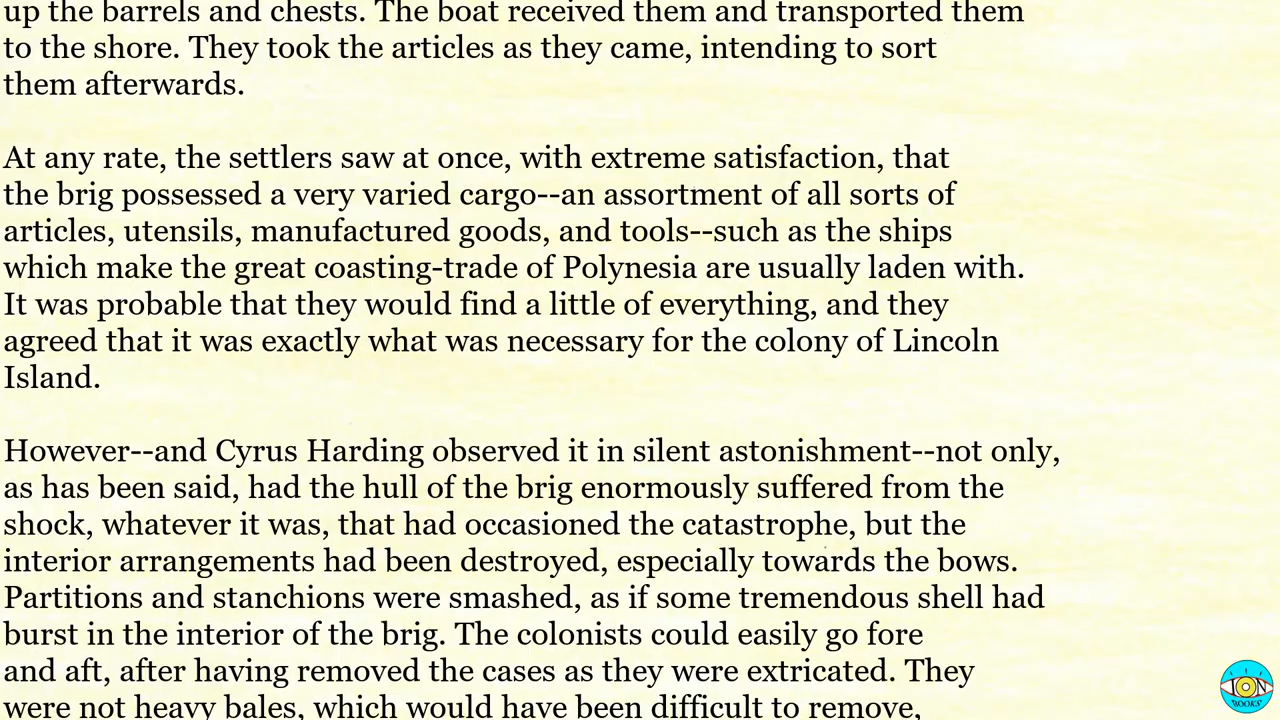 up the barrels and chests. The boat received them and transported them
to the shore. They took the articles as they came, intending to sort
them afterwards.
At any rate, the settlers saw at once, with extreme satisfaction, that
the brig possessed a very varied cargo--an assortment of all sorts of
articles, utensils, manufactured goods, and tools--such as the ships
which make the great coasting-trade of Polynesia are usually laden with.
It was probable that they would find a little of everything, and they
agreed that it was exactly what was necessary for the colony of Lincoln
Island.
However--and Cyrus Harding observed it in silent astonishment--not only,
as has been said, had the hull of the brig enormously suffered from the
shock, whatever it was, that had occasioned the catastrophe, but the
interior arrangements had been destroyed, especially towards the bows.
Partitions and stanchions were smashed, as if some tremendous shell had
burst in the interior of the brig. The colonists could easily go fore
and aft, after having removed the cases as they were extricated. They
were not heavy bales, which would have been difficult to remove,
ION
BOOKS